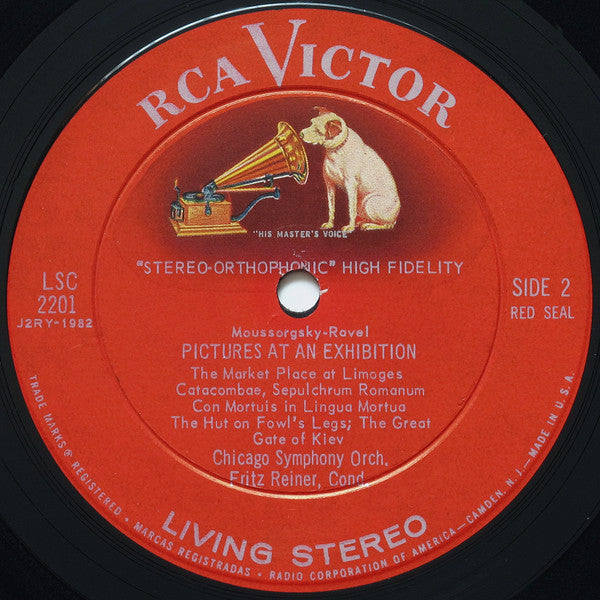 RCA VICTOR
"HIS MASTER'S VOICE"
"STEREO-ORTHOPHONIC" HIGH FIDELITY
LSC
2201
J2RY-1982
SIDE 2
RED SEAL
Moussorgsky-Ravel
PICTURES AT AN EXHIBITION
The Market Place at Limoges
Catacombae, Sepulchrum Romanum
Con Mortuis in Lingua Mortua
The Hut on Fowl's Legs; The Great
Gate of Kiev
Chicago Symphony Orch.
Fritz Reiner, Cond.
LIVING STEREO
TRADE MARKS ® REGISTERED • MARCAS REGISTRADAS • RADIO CORPORATION OF AMERICA—CAMDEN, N.J.—MADE IN U.S.A.